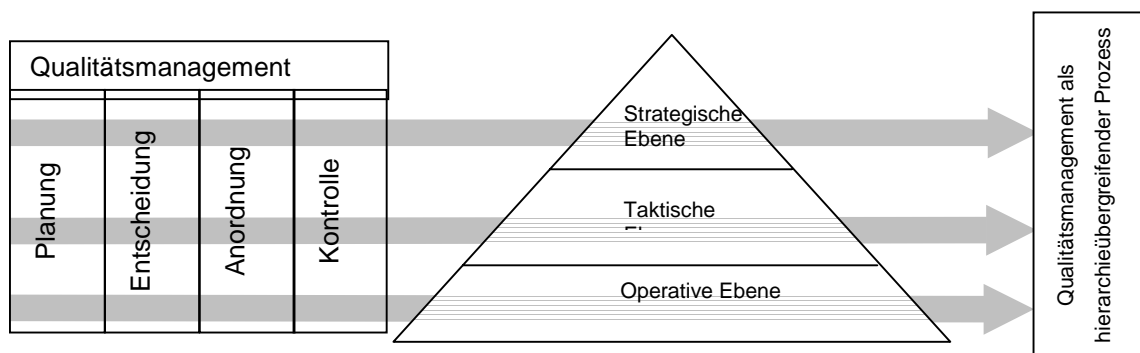 Qualitätsmanagement
Planung
Entscheidung
Anordnung
Kontrolle
Strategische
Ebene
Taktische
Operative Ebene
Qualitätsmanagement als
hierarchieübergreifender Prozess